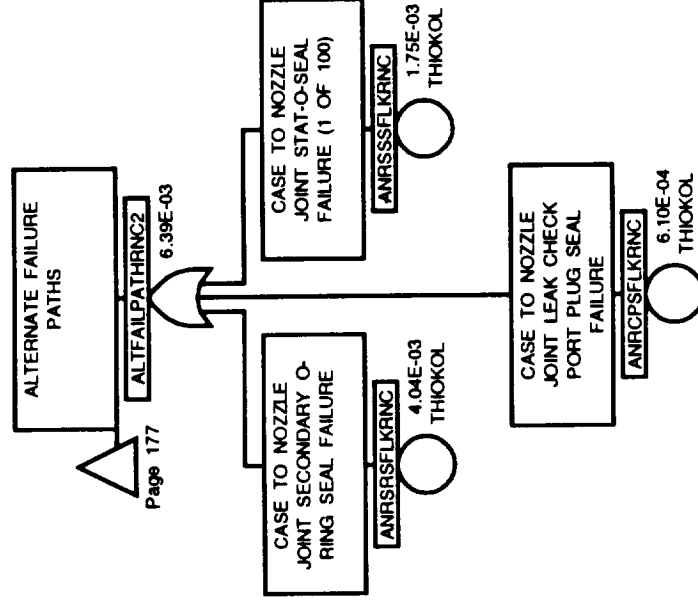 ALTERNATE FAILURE
PATHS
ALTFAILPATHRNC2
6.39E-03
Page 177
CASE TO NOZZLE
JOINT SECONDARY O-
RING SEAL FAILURE
ANRSRSFLKRNC
4.04E-03
THIOKOL
CASE TO NOZZLE
JOINT LEAK CHECK
PORT PLUG SEAL
FAILURE
ANRCPSFLKRNC
6.10E-04
THIOKOL
CASE TO NOZZLE
JOINT STAT-O-SEAL
FAILURE (1 OF 100)
ANRSSSFLKRNC
1.75E-03
THIOKOL